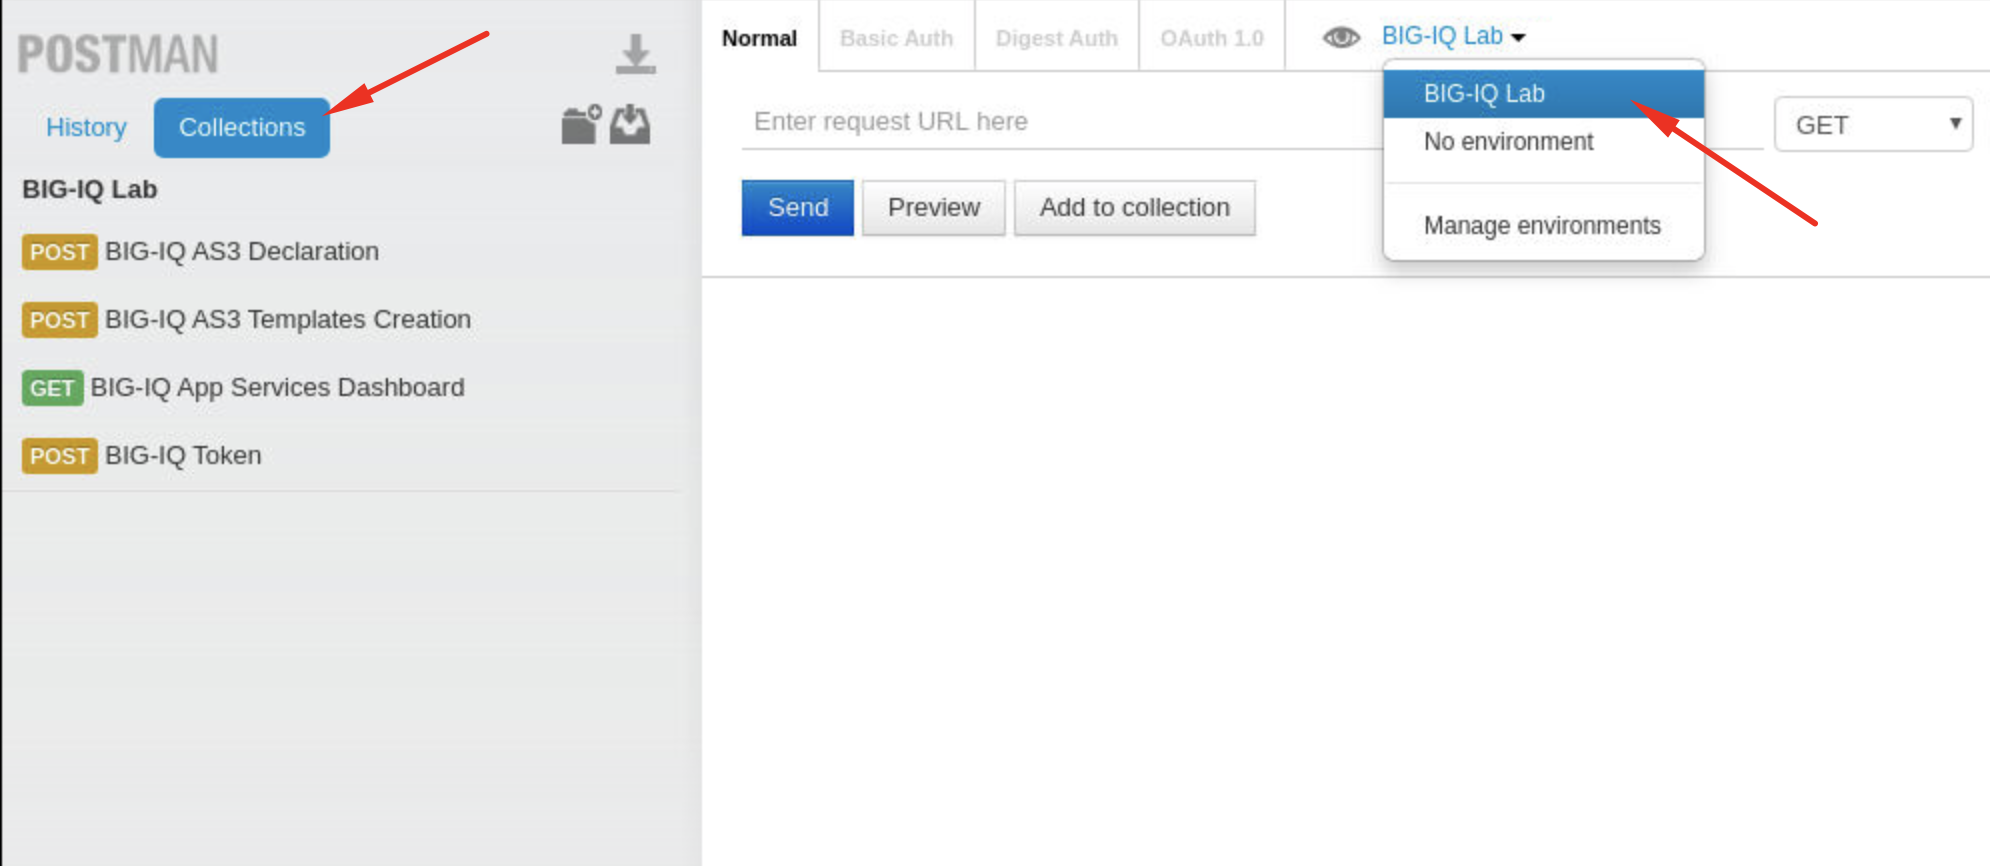 POSTMAN
History Collections
BIG-IQ Lab
POST BIG-IQ AS3 Declaration
POST BIG-IQ AS3 Templates Creation
GET BIG-IQ App Services Dashboard
POST BIG-IQ Token
Normal Basic Auth Digest Auth OAuth 1.0 BIG-IQ Lab
BIG-IQ Lab
No environment
Manage environments
Enter request URL here GET
Send Preview Add to collection